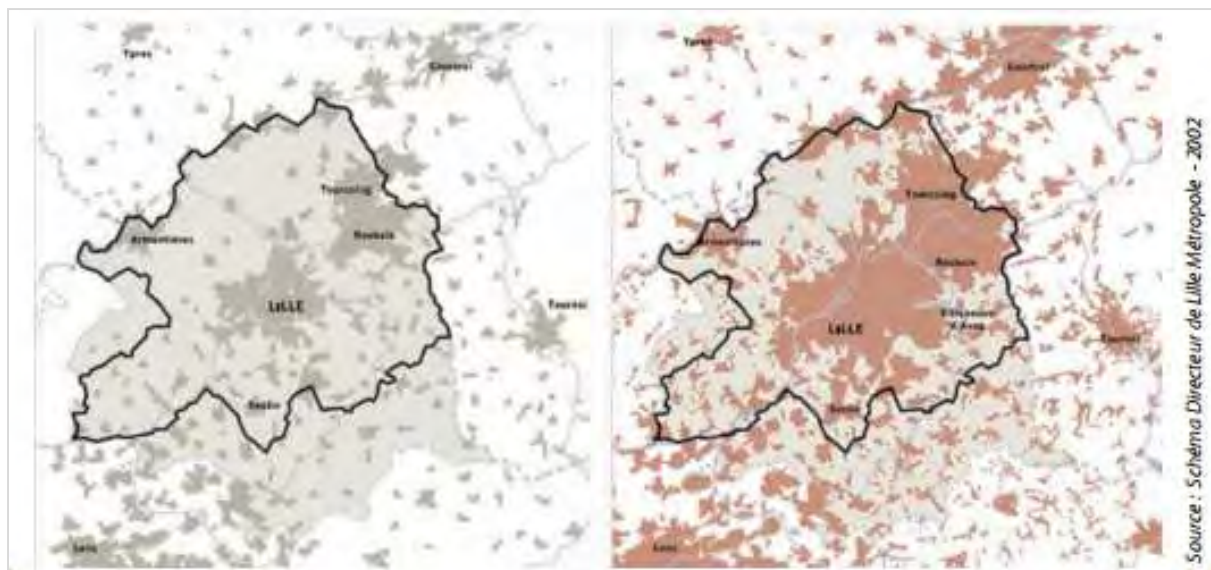 Ypres
Courtrai
Tourcoing
Armentières
Roubaix
LILLE
Tournai
Seclin
Lens
Ypres
Courtrai
Tourcoing
Armentières
Roubaix
LILLE
Villeneuve
d'Ascq
Tournai
Seclin
Lens
Source : Schéma Directeur de Lille Métropole - 2002